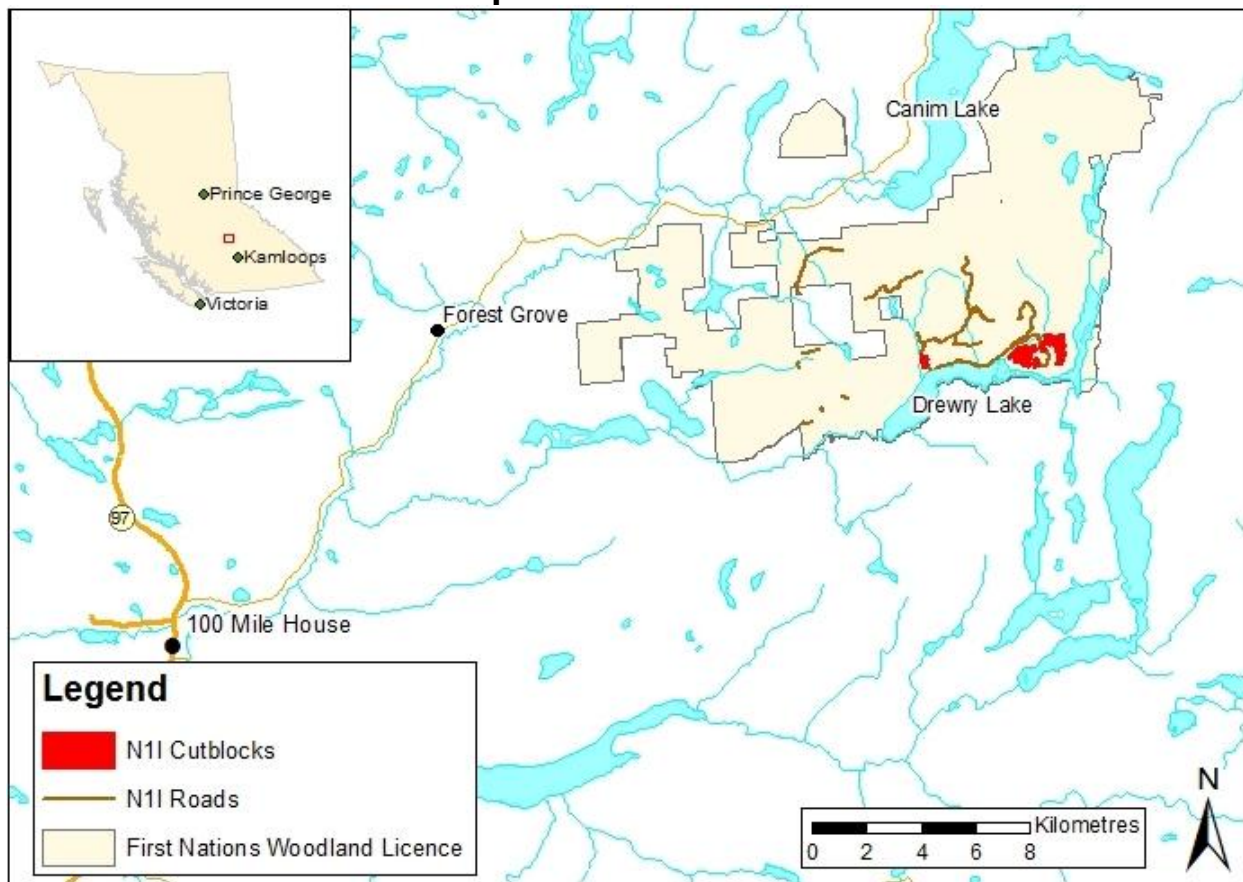 Prince George
Kamloops
Victoria
Canim Lake
Forest Grove
Drewry Lake
97
100 Mile House
Legend
N1I Cutblocks
N1I Roads
First Nations Woodland Licence
N
Kilometres
0 2 4 6 8